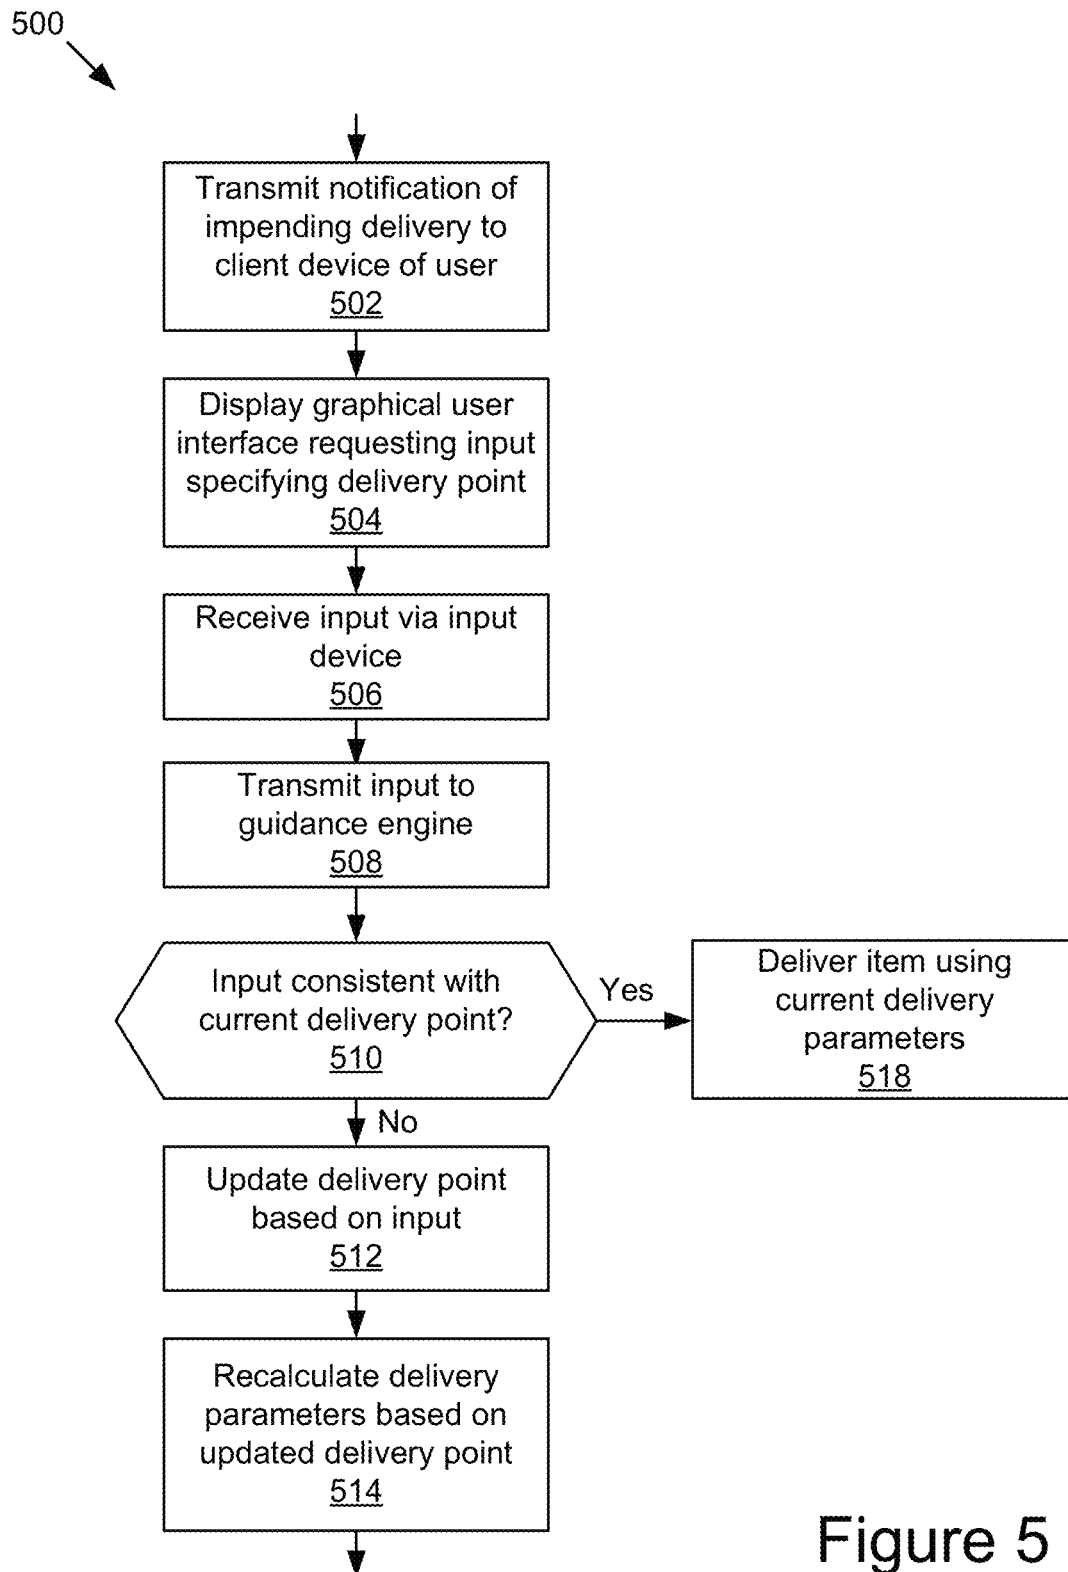 500
Transmit notification of
impending delivery to
client device of user
502
Display graphical user
interface requesting input
specifying delivery point
504
Receive input via input
device
506
Transmit input to
guidance engine
508
Input consistent with
current delivery point?
510
Yes
Deliver item using
current delivery
parameters
518
No
Update delivery point
based on input
512
Recalculate delivery
parameters based on
updated delivery point
514
Figure 5